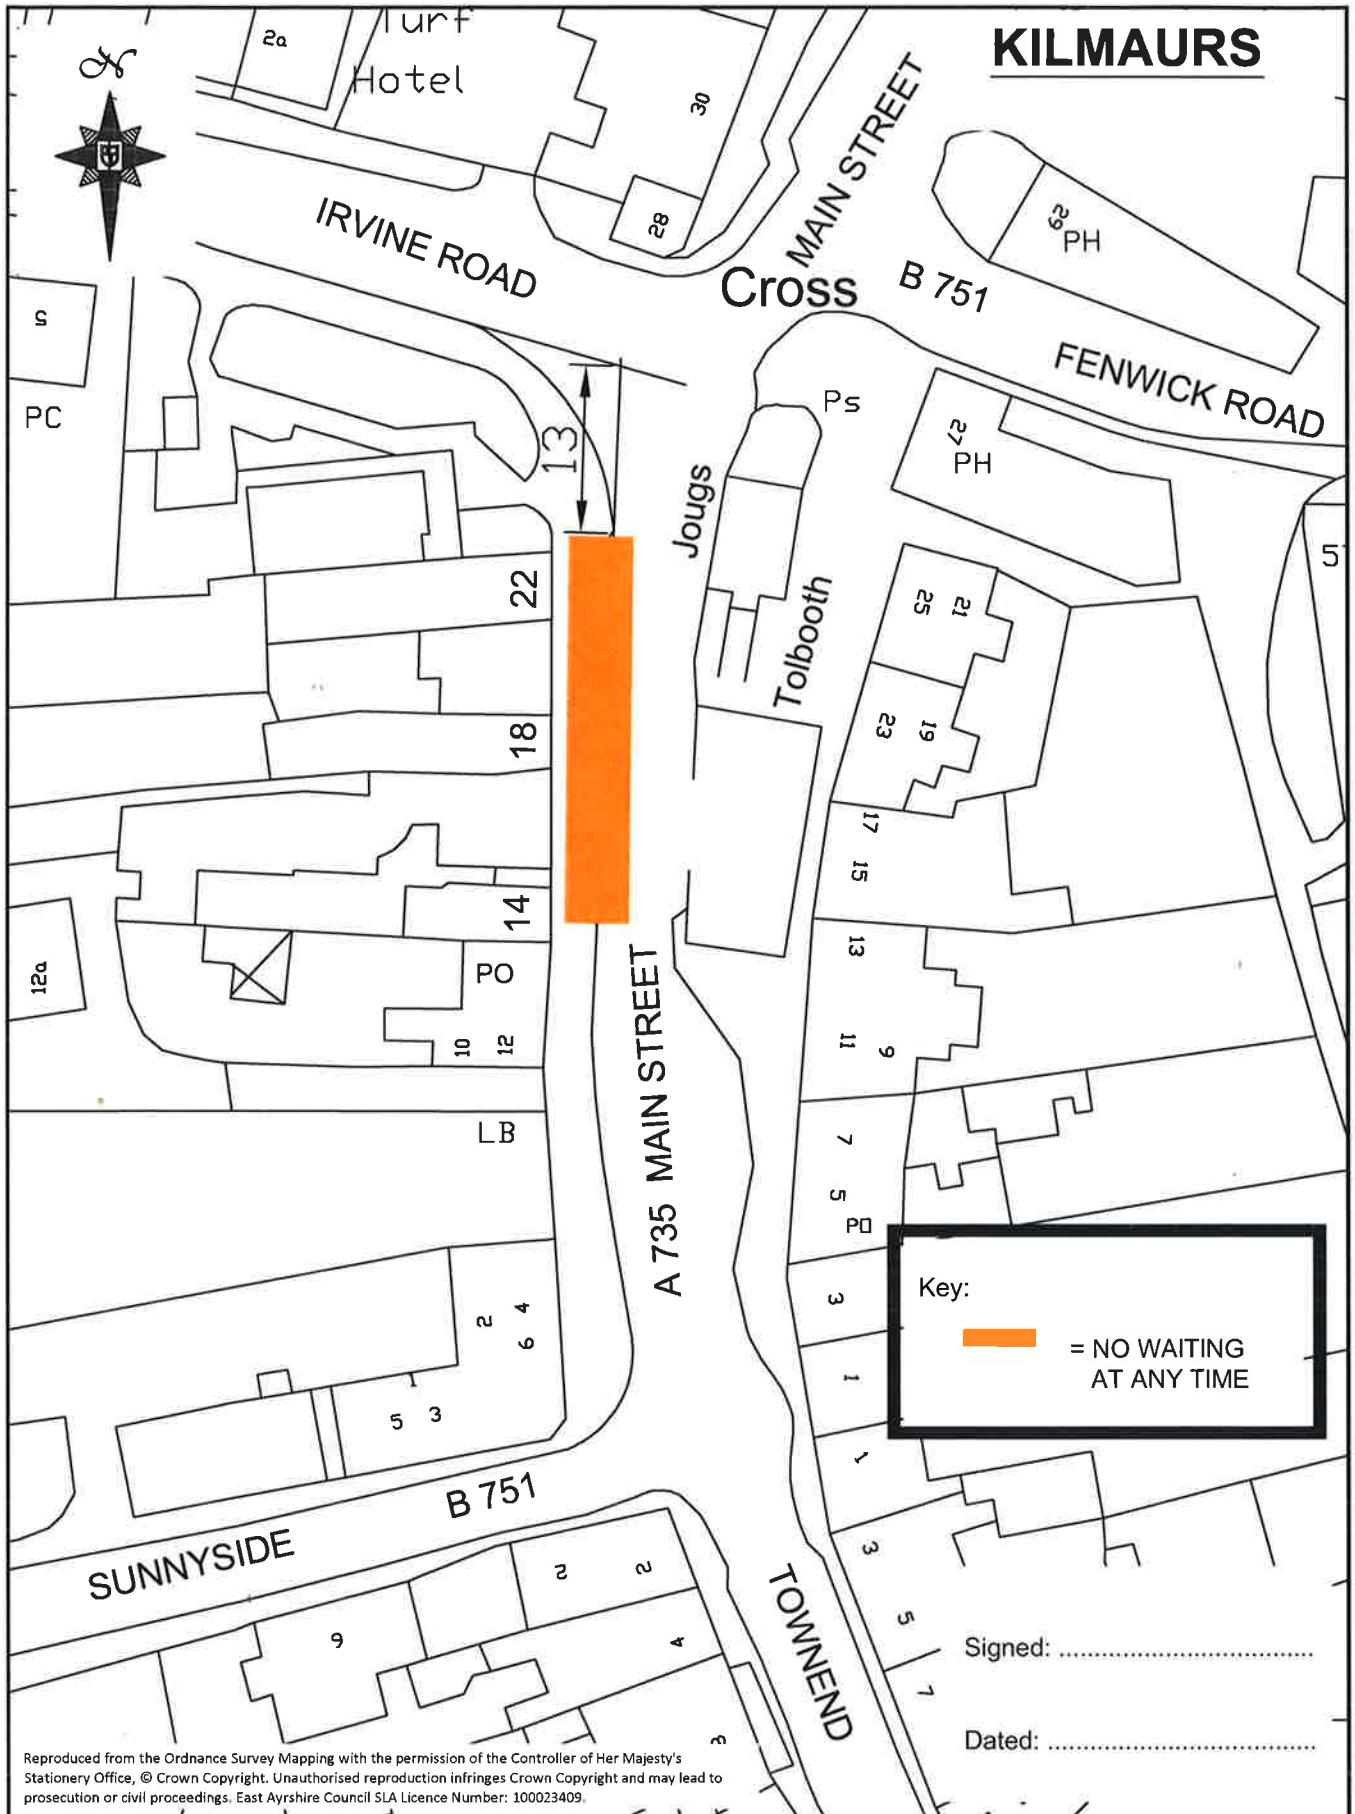 KILMAURS
N
2a
Turf
Hotel
30
28
MAIN STREET
29
PH
IRVINE ROAD
Cross
B 751
FENWICK ROAD
5
PC
13
Ps
27
PH
Jougs
Tolbooth
22
25
21
5
18
23
19
17
15
14
12a
PO
10
12
13
11
9
A 735 MAIN STREET
LB
7
5
PO
3
1
1
2
4
6
1
5
3
Key:
= NO WAITING
AT ANY TIME
B 751
SUNNYSIDE
2
2
9
4
3
TOWNEND
3
5
7
Signed: ....................................
Dated: ......................................
Reproduced from the Ordnance Survey Mapping with the permission of the Controller of Her Majesty's
Stationery Office, © Crown Copyright. Unauthorised reproduction infringes Crown Copyright and may lead to
prosecution or civil proceedings. East Ayrshire Council SLA Licence Number: 100023409.